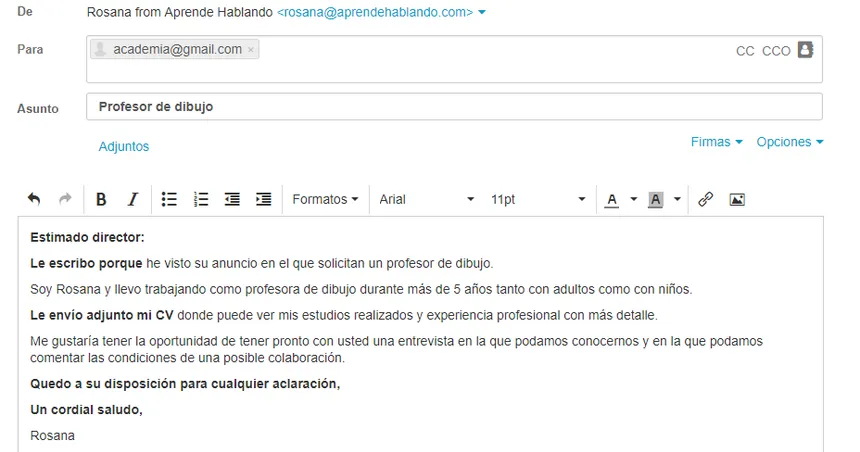 De Rosana from Aprende Hablando <rosana@aprendehablando.com>
Para academia@gmail.com × CC CCO
Asunto Profesor de dibujo
Adjuntos Firmas Opciones
B I Formatos Arial 11pt A A
Estimado director:
Le escribo porque he visto su anuncio en el que solicitan un profesor de dibujo.
Soy Rosana y llevo trabajando como profesora de dibujo durante más de 5 años tanto con adultos como con niños.
Le envío adjunto mi CV donde puede ver mis estudios realizados y experiencia profesional con más detalle.
Me gustaría tener la oportunidad de tener pronto con usted una entrevista en la que podamos conocernos y en la que podamos
comentar las condiciones de una posible colaboración.
Quedo a su disposición para cualquier aclaración,
Un cordial saludo,
Rosana